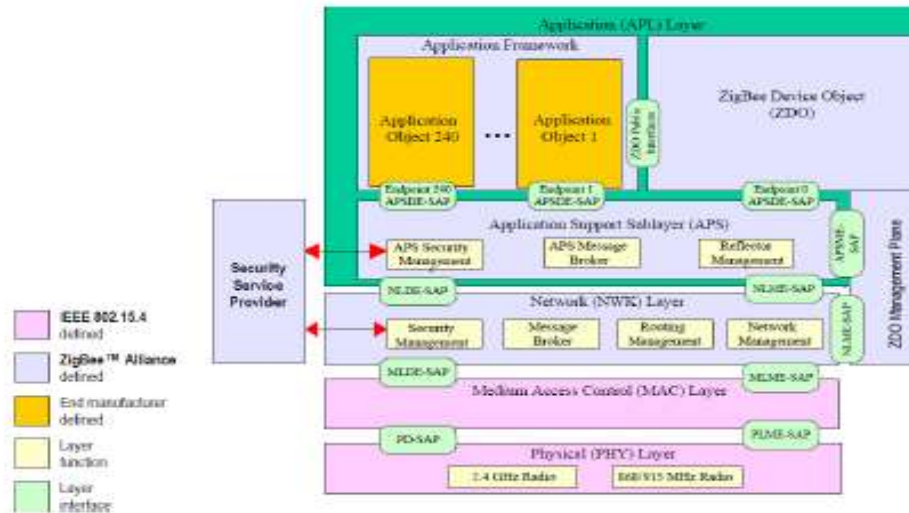 Application (APL) Layer
Application Framework
Application
Object 240
...
Application
Object 1
ZDO Public
Interfaces
ZigBee Device Object
(ZDO)
Endpoint 240
APSDE-SAP
Endpoint 1
APSDE-SAP
Endpoint 0
APSDE-SAP
Application Support Sublayer (APS)
APS Security
Management
APS Message
Broker
Reflector
Management
APSME-
SAP
ZDO Management Plane
Security
Service
Provider
NLDE-SAP
NLME-SAP
Network (NWK) Layer
Security
Management
Message
Broker
Routing
Management
Network
Management
NLME-SAP
MLDE-SAP
MLME-SAP
Medium Access Control (MAC) Layer
PD-SAP
PLME-SAP
Physical (PHY) Layer
2.4 GHz Radio
868/915 MHz Radio
IEEE 802.15.4
defined
ZigBee™ Alliance
defined
End manufacturer
defined
Layer
function
Layer
interface